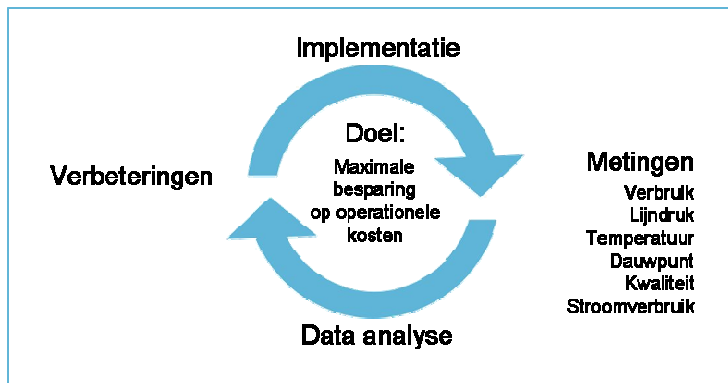 Implementatie
Doel:
Maximale
besparing
op operationele
kosten
Verbeteringen
Metingen
Verbruik
Lijndruk
Temperatuur
Dauwpunt
Kwaliteit
Stroomverbruik
Data analyse